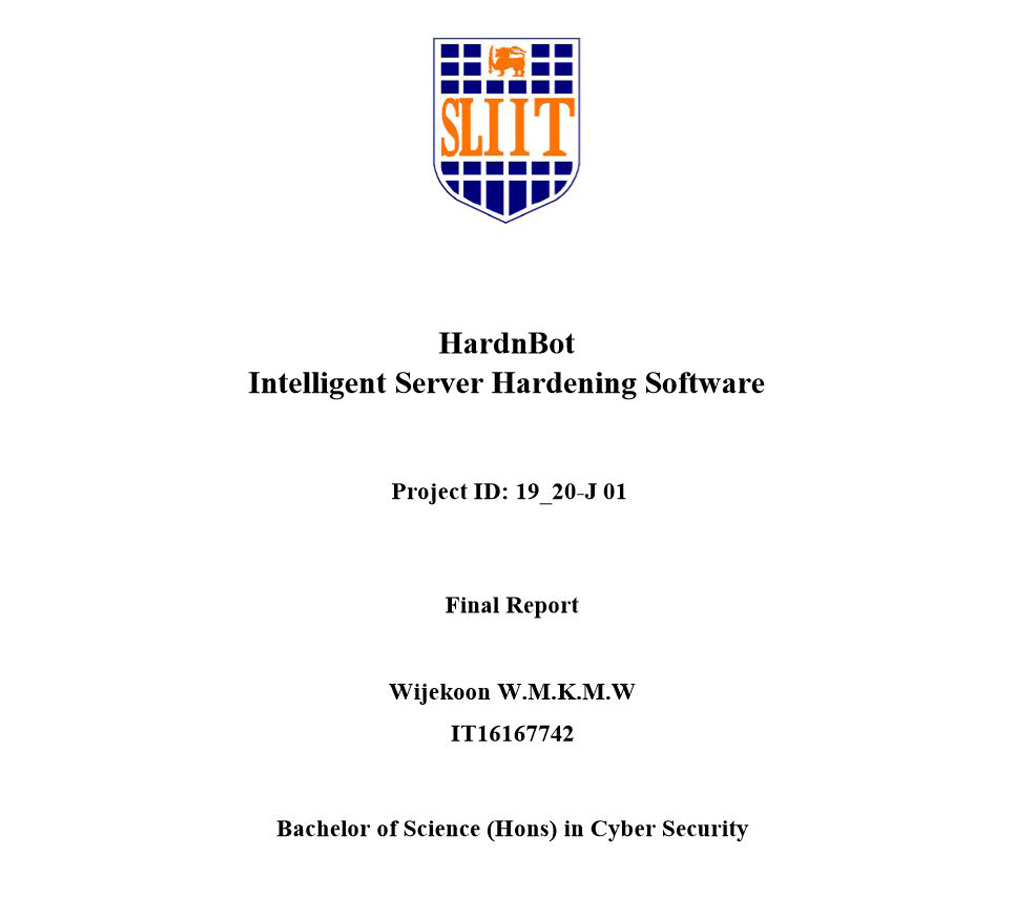 SLIIT
HardnBot
Intelligent Server Hardening Software
Project ID: 19_20-J 01
Final Report
Wijekoon W.M.K.M.W
IT16167742
Bachelor of Science (Hons) in Cyber Security